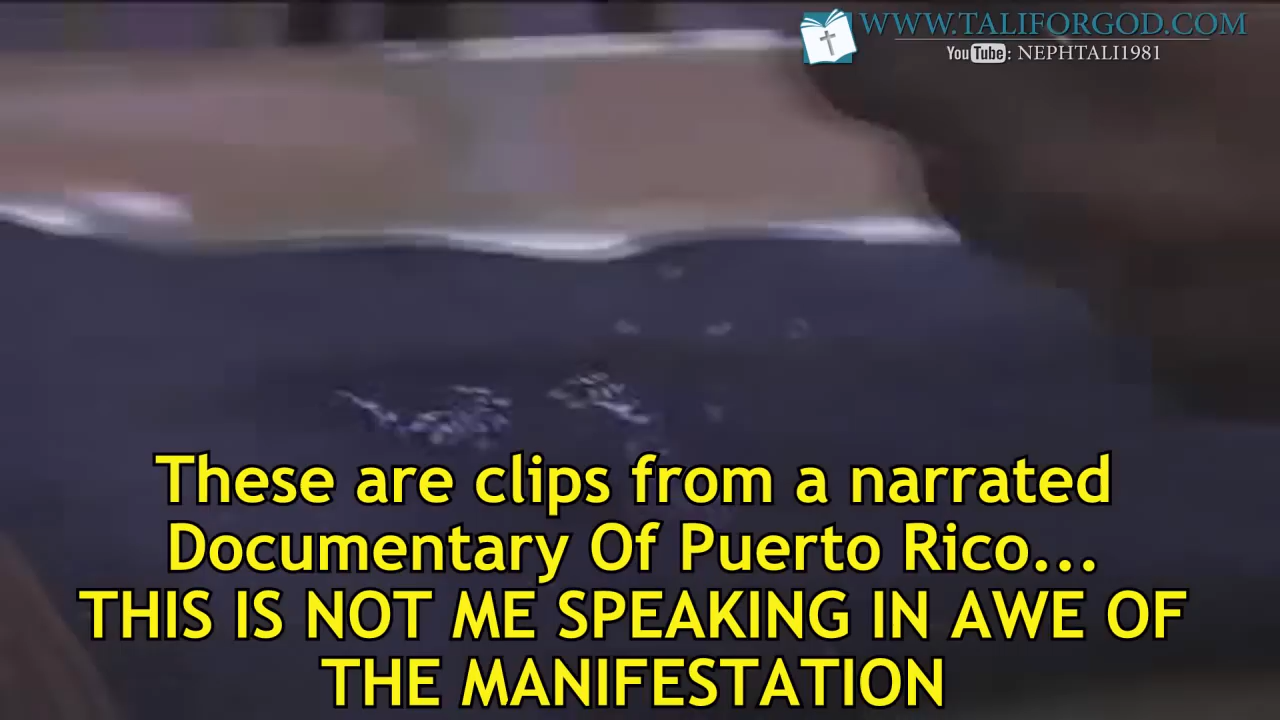 WWW.TALIFORGOD.COM
YouTube: NEPHTALI1981
These are clips from a narrated
Documentary Of Puerto Rico...
THIS IS NOT ME SPEAKING IN AWE OF
THE MANIFESTATION